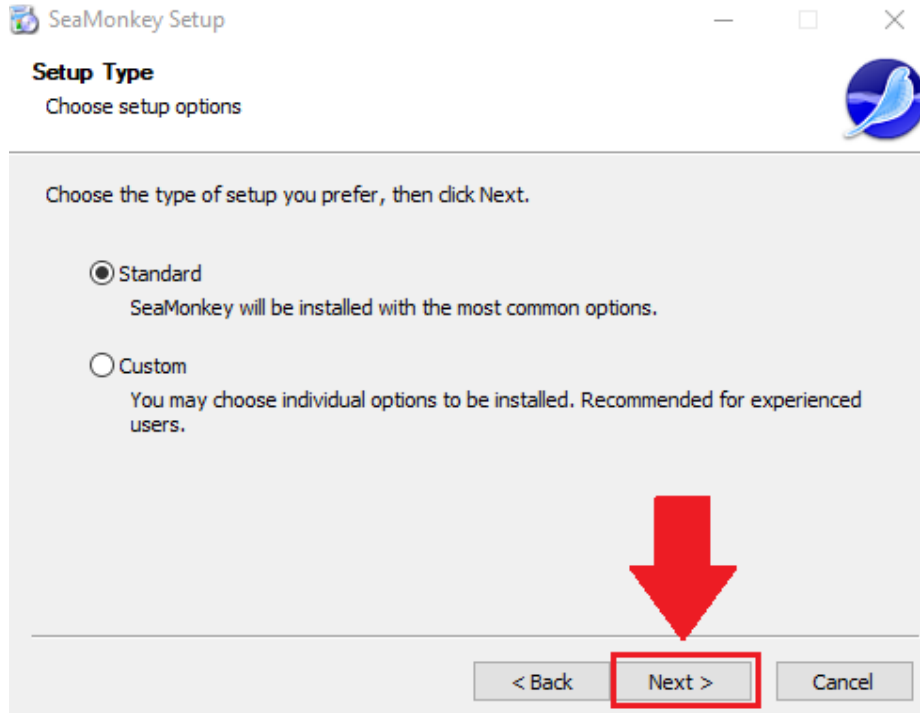 SeaMonkey Setup
Setup Type
Choose setup options
Choose the type of setup you prefer, then click Next.
Standard
SeaMonkey will be installed with the most common options.
Custom
You may choose individual options to be installed. Recommended for experienced
users.
< Back Next > Cancel